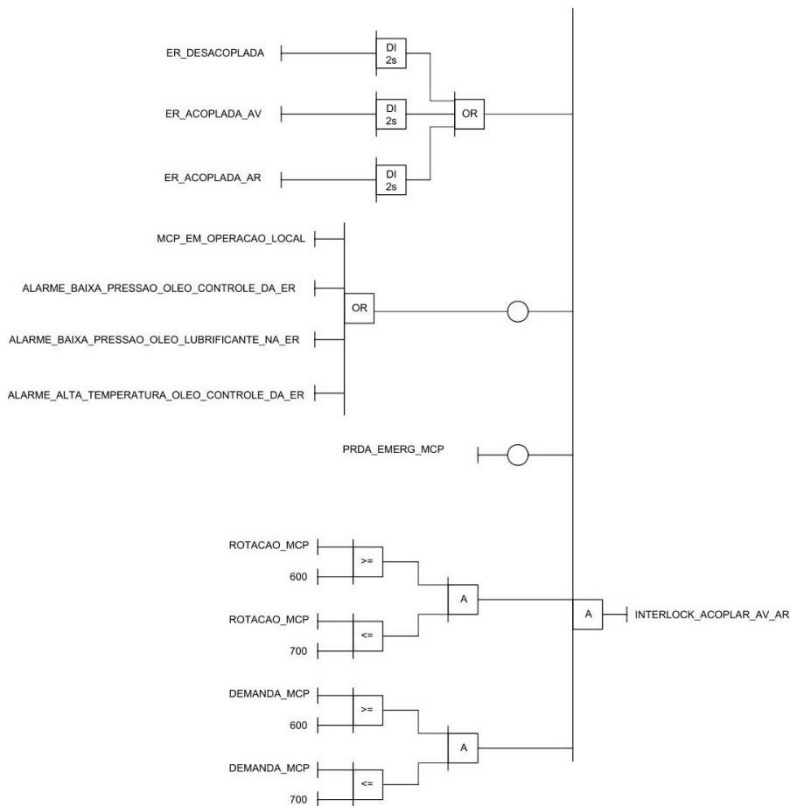 ER_DESACOPLADA
DI
2s
ER_ACOPLADA_AV
DI
2s
OR
ER_ACOPLADA_AR
DI
2s
MCP_EM_OPERACAO_LOCAL
ALARME_BAIXA_PRESSAO_OLEO_CONTROLE_DA_ER
OR
ALARME_BAIXA_PRESSAO_OLEO_LUBRIFICANTE_NA_ER
ALARME_ALTA_TEMPERATURA_OLEO_CONTROLE_DA_ER
PRDA_EMERG_MCP
ROTACAO_MCP
>=
600
A
A
INTERLOCK_ACOPLAR_AV_AR
ROTACAO_MCP
<=
700
DEMANDA_MCP
>=
600
A
DEMANDA_MCP
<=
700